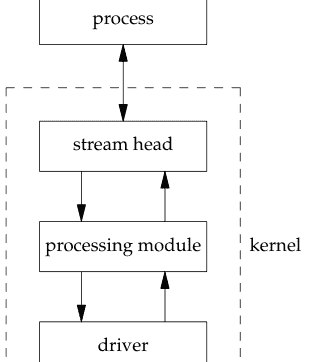 process
stream head
processing module
kernel
driver